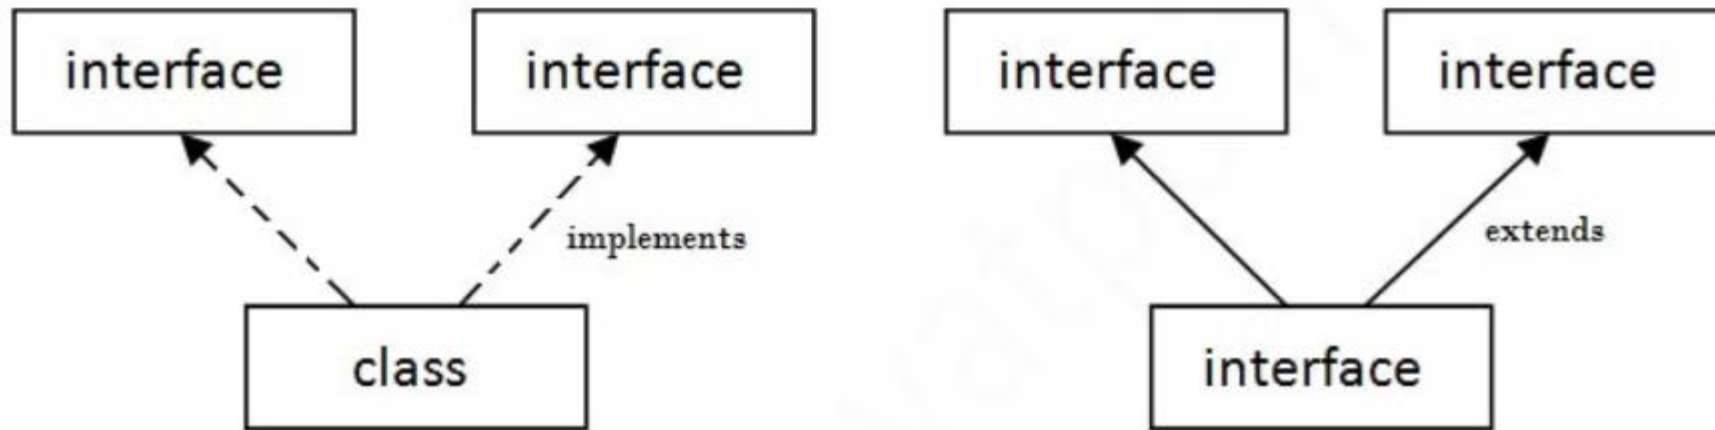 interface interface interface interface
implements extends
class interface